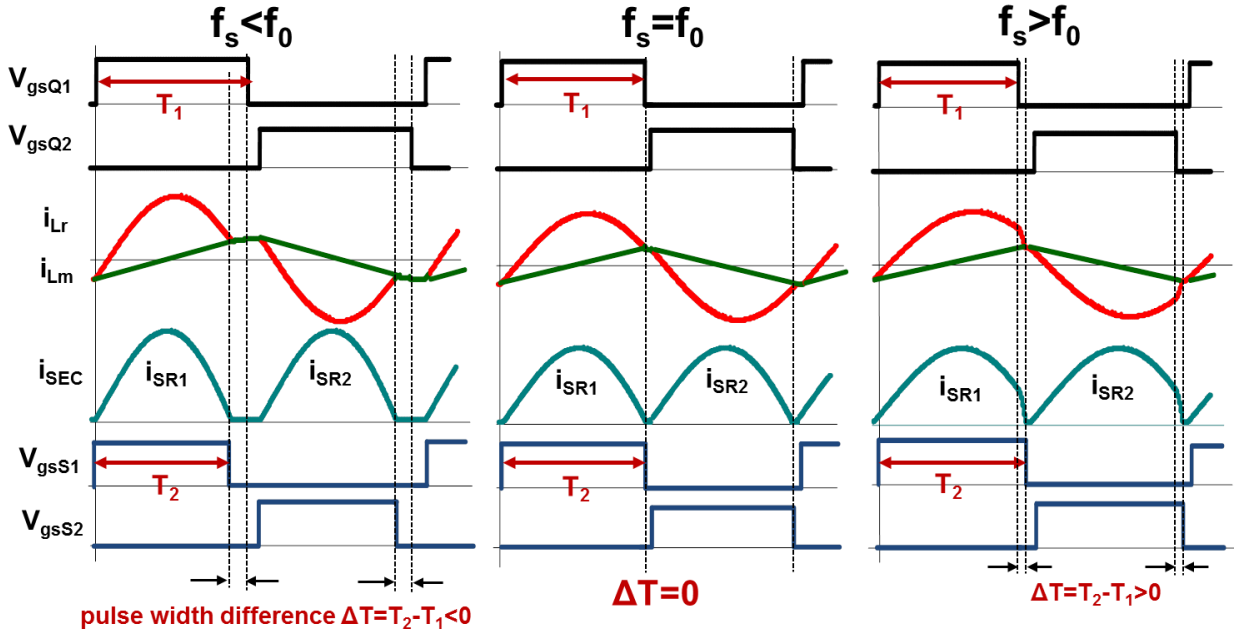 fs<f0
fs=f0
fs>f0
VgsQ1
T1
T1
T1
VgsQ2
iLr
iLm
iSEC
iSR1
iSR2
iSR1
iSR2
iSR1
iSR2
VgsS1
T2
T2
T2
VgsS2
pulse width difference ΔT=T2-T1<0
ΔT=0
ΔT=T2-T1>0